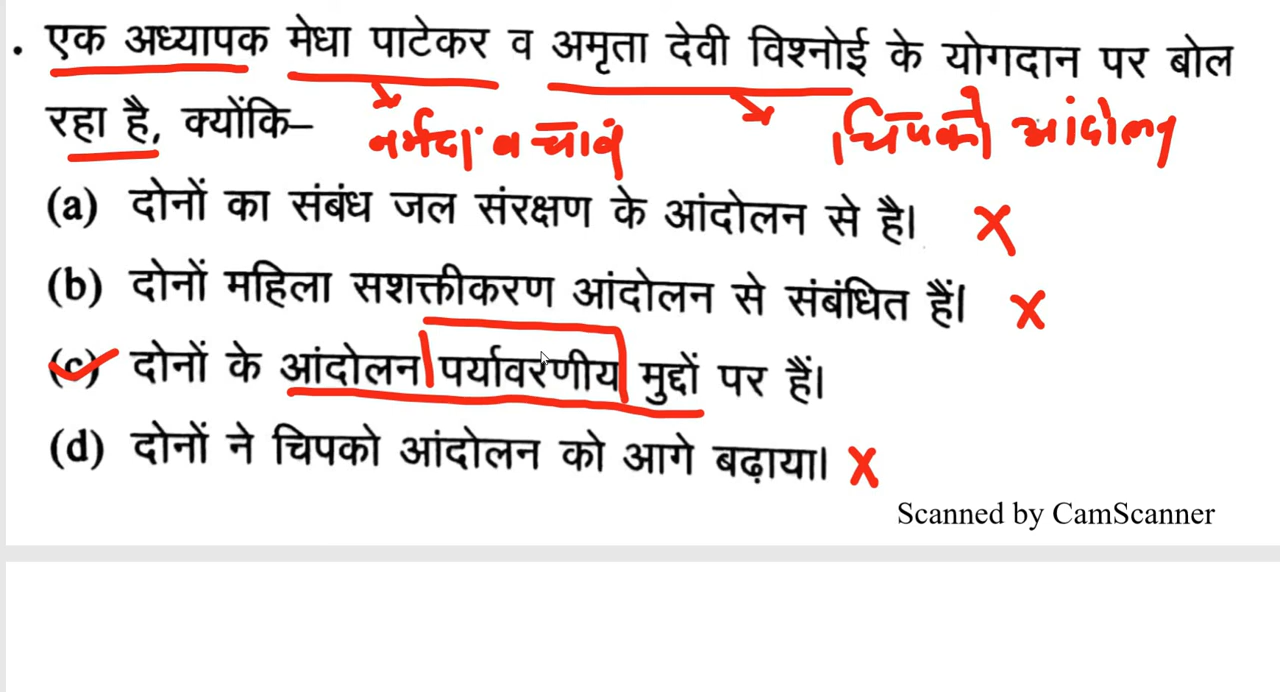 . एक अध्यापक मेधा पाटेकर व अमृता देवी विश्नोई के योगदान पर बोल
रहा है, क्योंकि–
नर्मदा बचावं
चिपको आंदोलन
(a) दोनों का संबंध जल संरक्षण के आंदोलन से है। X
(b) दोनों महिला सशक्तीकरण आंदोलन से संबंधित हैं। X
(c) दोनों के आंदोलन पर्यावरणीय मुद्दों पर हैं।
(d) दोनों ने चिपको आंदोलन को आगे बढ़ाया। X
Scanned by CamScanner